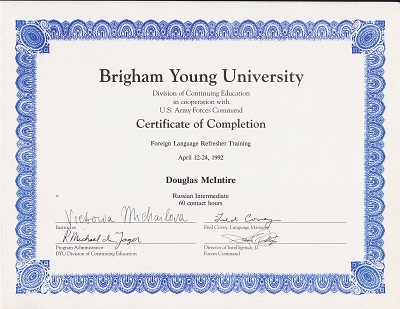 Brigham Young University
Division of Continuing Education
in cooperation with
U.S. Army Forces Command
Certificate of Completion
Foreign Language Refresher Training
April 12-24, 1992
Douglas McIntire
Russian Intermediate
60 contact hours
Victoria Michailova
Fred Covey
Instructor
Fred Covey, Language Manager
R. Michael de Jager
Program Administrator
Director of Intelligence, J2
BYU Division of Continuing Education
Forces Command